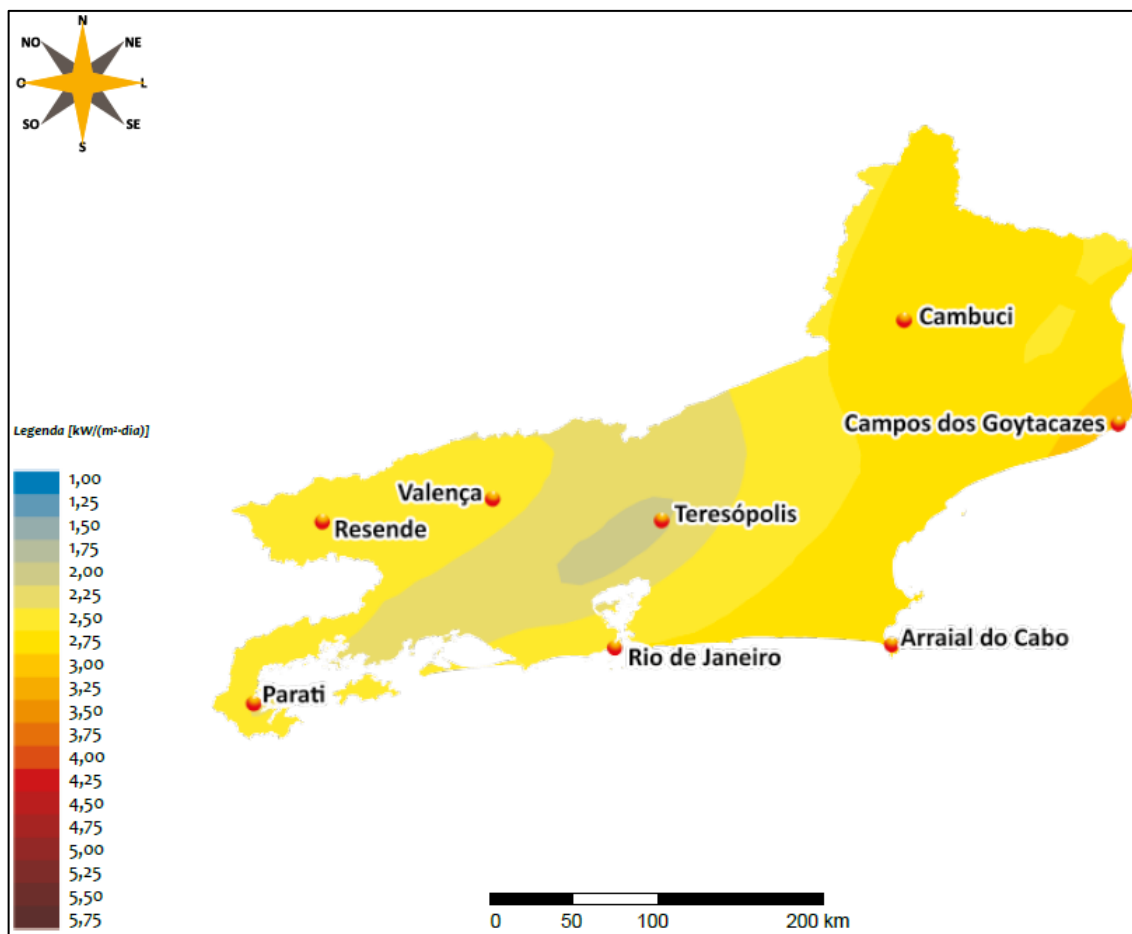 N
NO
NE
O
L
SO
SE
S
Cambuci
Campos dos Goytacazes
Valença
Teresópolis
Resende
Arraial do Cabo
Rio de Janeiro
Parati
Legenda [kW/(m²·dia)]
1,00
1,25
1,50
1,75
2,00
2,25
2,50
2,75
3,00
3,25
3,50
3,75
4,00
4,25
4,50
4,75
5,00
5,25
5,50
5,75
0 50 100 200 km